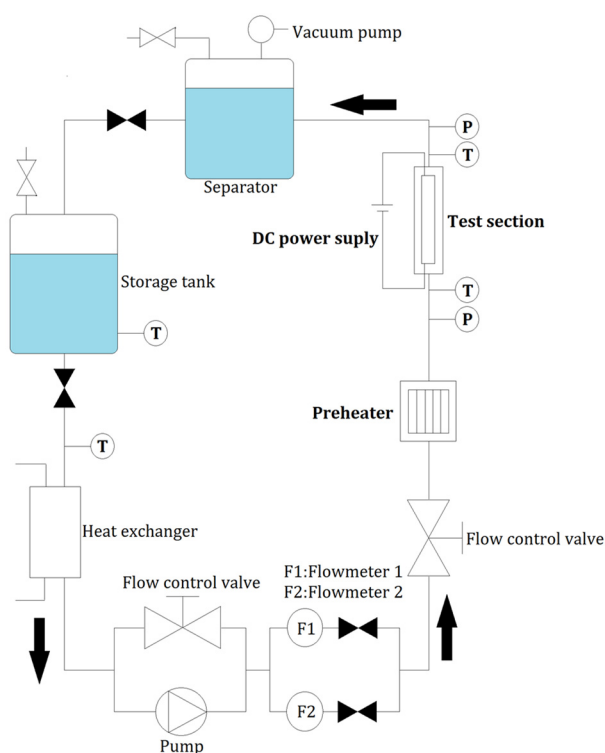 Vacuum pump
P
Separator
T
Test section
DC power suply
Storage tank
T
T
P
Preheater
T
Heat exchanger
Flow control valve
F1:Flowmeter 1
Flow control valve
F2:Flowmeter 2
F1
F2
Pump